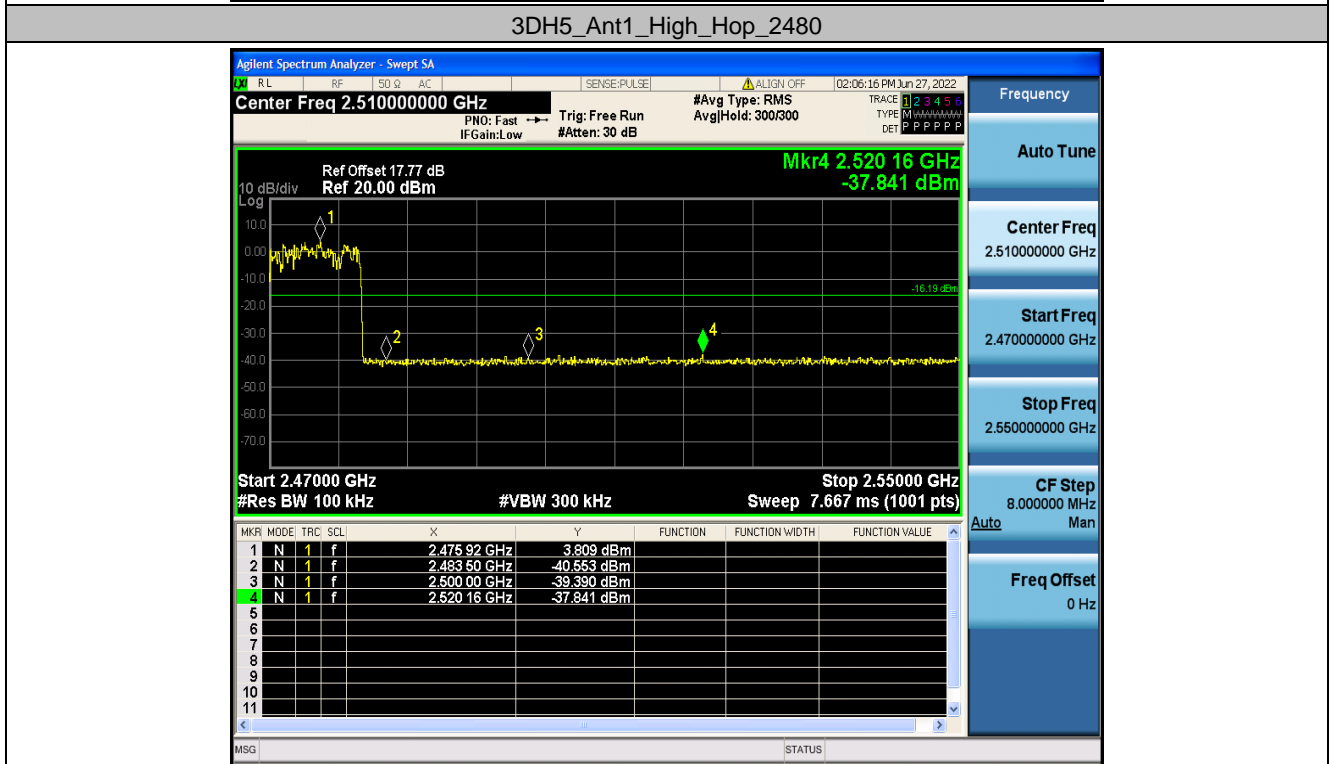 3DH5_Ant1_High_Hop_2480
Agilent Spectrum Analyzer - Swept SA
LXI RL RF 50 Ω AC SENSE:PULSE ALIGN OFF 02:06:16 PM Jun 27, 2022
Center Freq 2.510000000 GHz
PNO: Fast
IFGain:Low
Trig: Free Run
#Atten: 30 dB
#Avg Type: RMS
Avg|Hold: 300/300
TRACE 1 2 3 4 5 6
TYPE M WWWWW
DET P P P P P P
Mkr4 2.520 16 GHz
-37.841 dBm
Ref Offset 17.77 dB
10 dB/div Ref 20.00 dBm
Log
10.0
0.00
-10.0
-20.0
-30.0
-40.0
-50.0
-60.0
-70.0
1
2
3
4
-16.19 dBm
Start 2.47000 GHz Stop 2.55000 GHz
#Res BW 100 kHz #VBW 300 kHz Sweep 7.667 ms (1001 pts)
MKR MODE TRC SCL X Y FUNCTION FUNCTION WIDTH FUNCTION VALUE
1 N 1 f 2.475 92 GHz 3.809 dBm
2 N 1 f 2.483 50 GHz -40.553 dBm
3 N 1 f 2.500 00 GHz -39.390 dBm
4 N 1 f 2.520 16 GHz -37.841 dBm
5
6
7
8
9
10
11
MSG STATUS
Frequency
Auto Tune
Center Freq
2.510000000 GHz
Start Freq
2.470000000 GHz
Stop Freq
2.550000000 GHz
CF Step
8.000000 MHz
Auto Man
Freq Offset
0 Hz